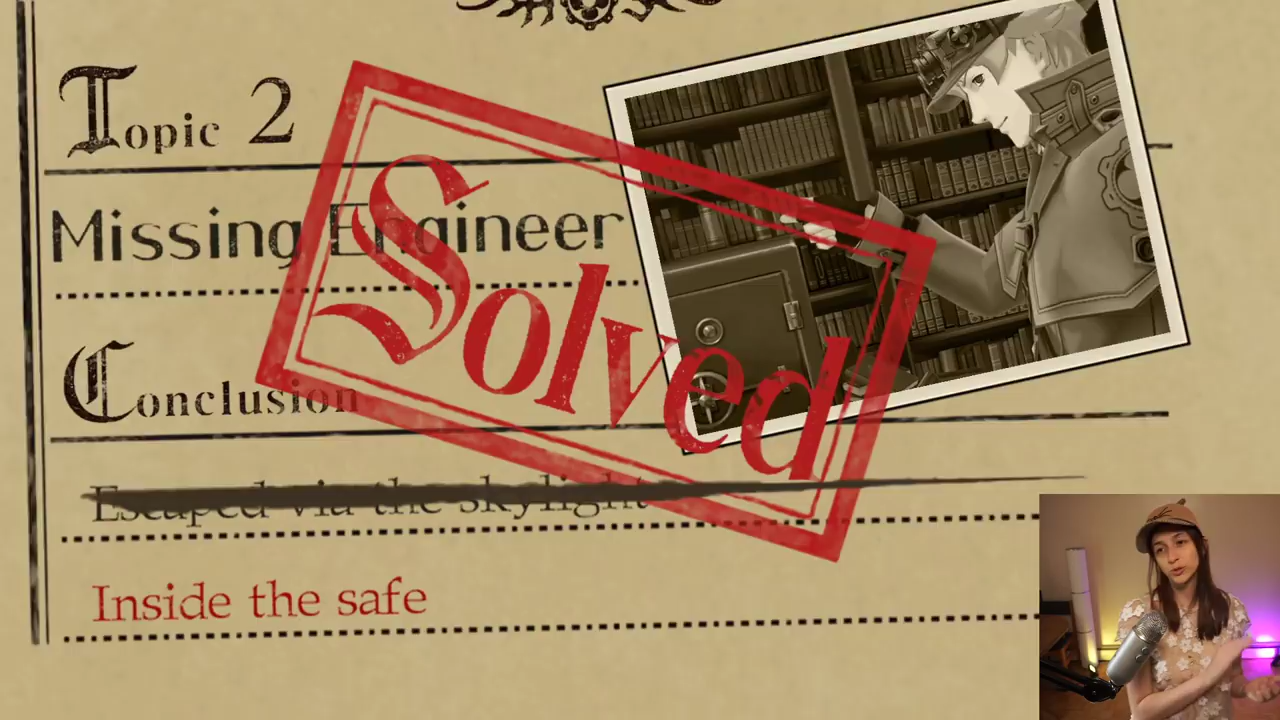 Topic 2
Missing Engineer
Solved
Conclusion
Escaped via the skylight
Inside the safe